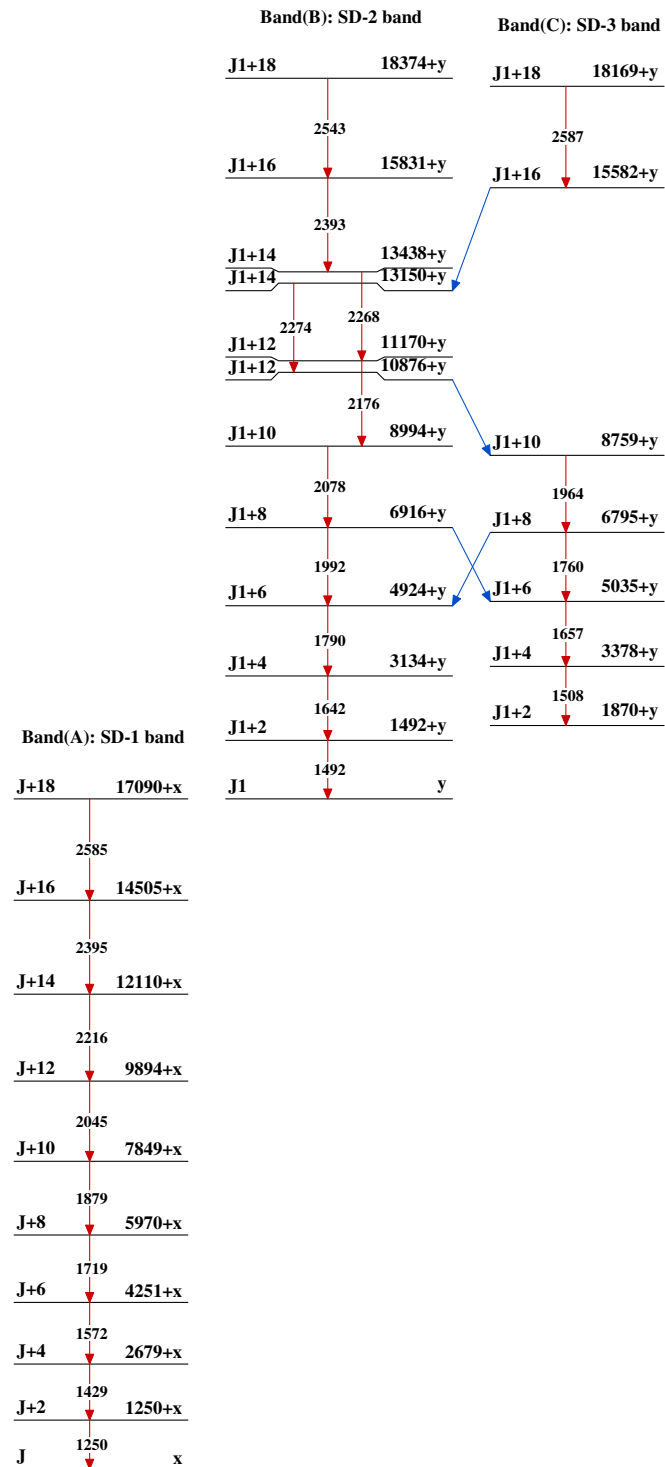 Band(B): SD-2 band
J1+18 18374+y
2543
J1+16 15831+y
2393
J1+14 13438+y
J1+14 13150+y
2274 2268
J1+12 11170+y
J1+12 10876+y
2176
J1+10 8994+y
2078
J1+8 6916+y
1992
J1+6 4924+y
1790
J1+4 3134+y
1642
J1+2 1492+y
1492
J1 y
Band(C): SD-3 band
J1+18 18169+y
2587
J1+16 15582+y
J1+10 8759+y
1964
J1+8 6795+y
1760
J1+6 5035+y
1657
J1+4 3378+y
1508
J1+2 1870+y
Band(A): SD-1 band
J+18 17090+x
2585
J+16 14505+x
2395
J+14 12110+x
2216
J+12 9894+x
2045
J+10 7849+x
1879
J+8 5970+x
1719
J+6 4251+x
1572
J+4 2679+x
1429
J+2 1250+x
1250
J x